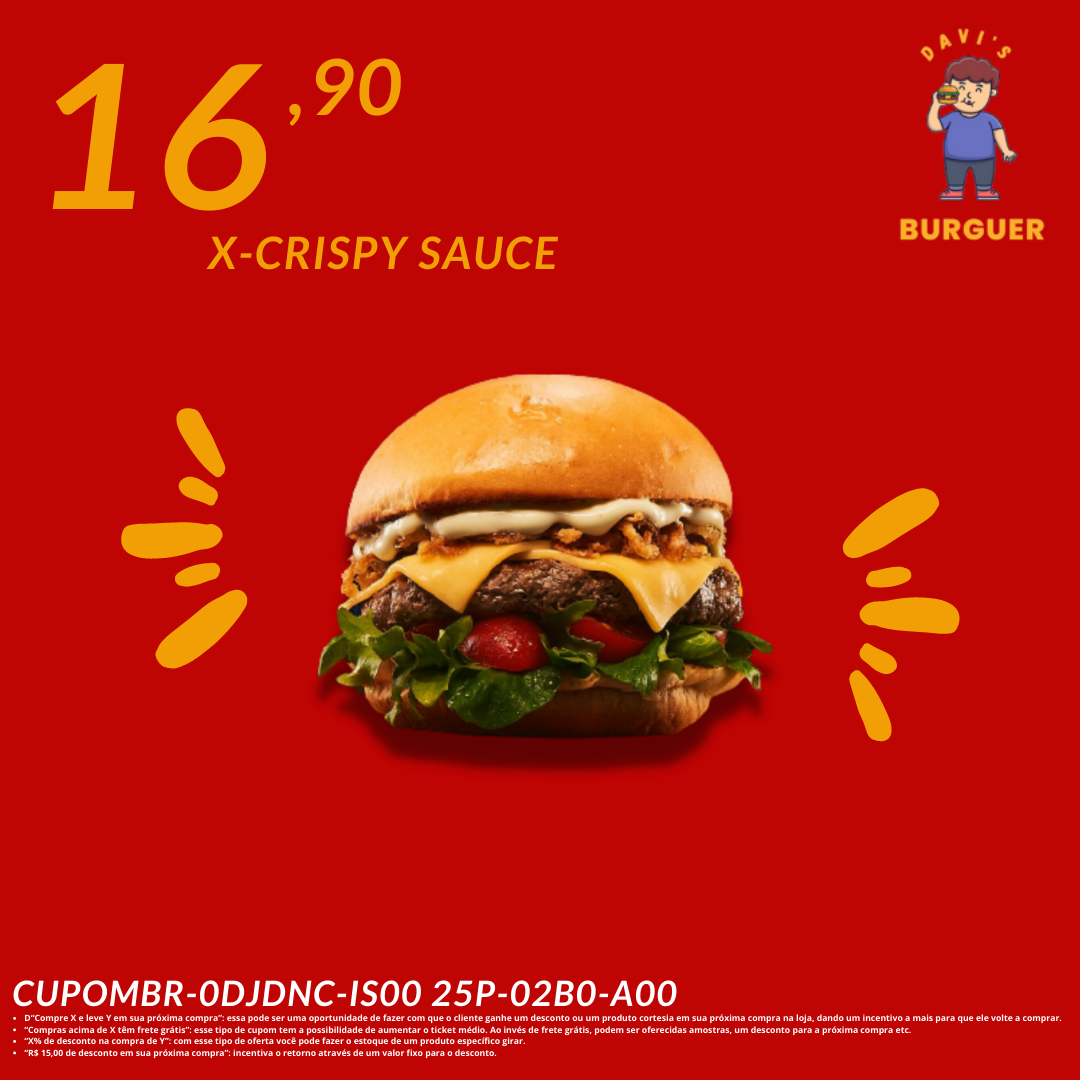 16,90
X-CRISPY SAUCE
DAVI'S
BURGUER
CUPOMBR-0DJDNC-IS00 25P-02B0-A00
• D"Compre X e leve Y em sua próxima compra": essa pode ser uma oportunidade de fazer com que o cliente ganhe um desconto ou um produto cortesia em sua próxima compra na loja, dando um incentivo a mais para que ele volte a comprar.
• "Compras acima de X têm frete grátis": esse tipo de cupom tem a possibilidade de aumentar o ticket médio. Ao invés de frete grátis, podem ser oferecidas amostras, um desconto para a próxima compra etc.
• "X% de desconto na compra de Y": com esse tipo de oferta você pode fazer o estoque de um produto específico girar.
• "R$ 15,00 de desconto em sua próxima compra": incentiva o retorno através de um valor fixo para o desconto.